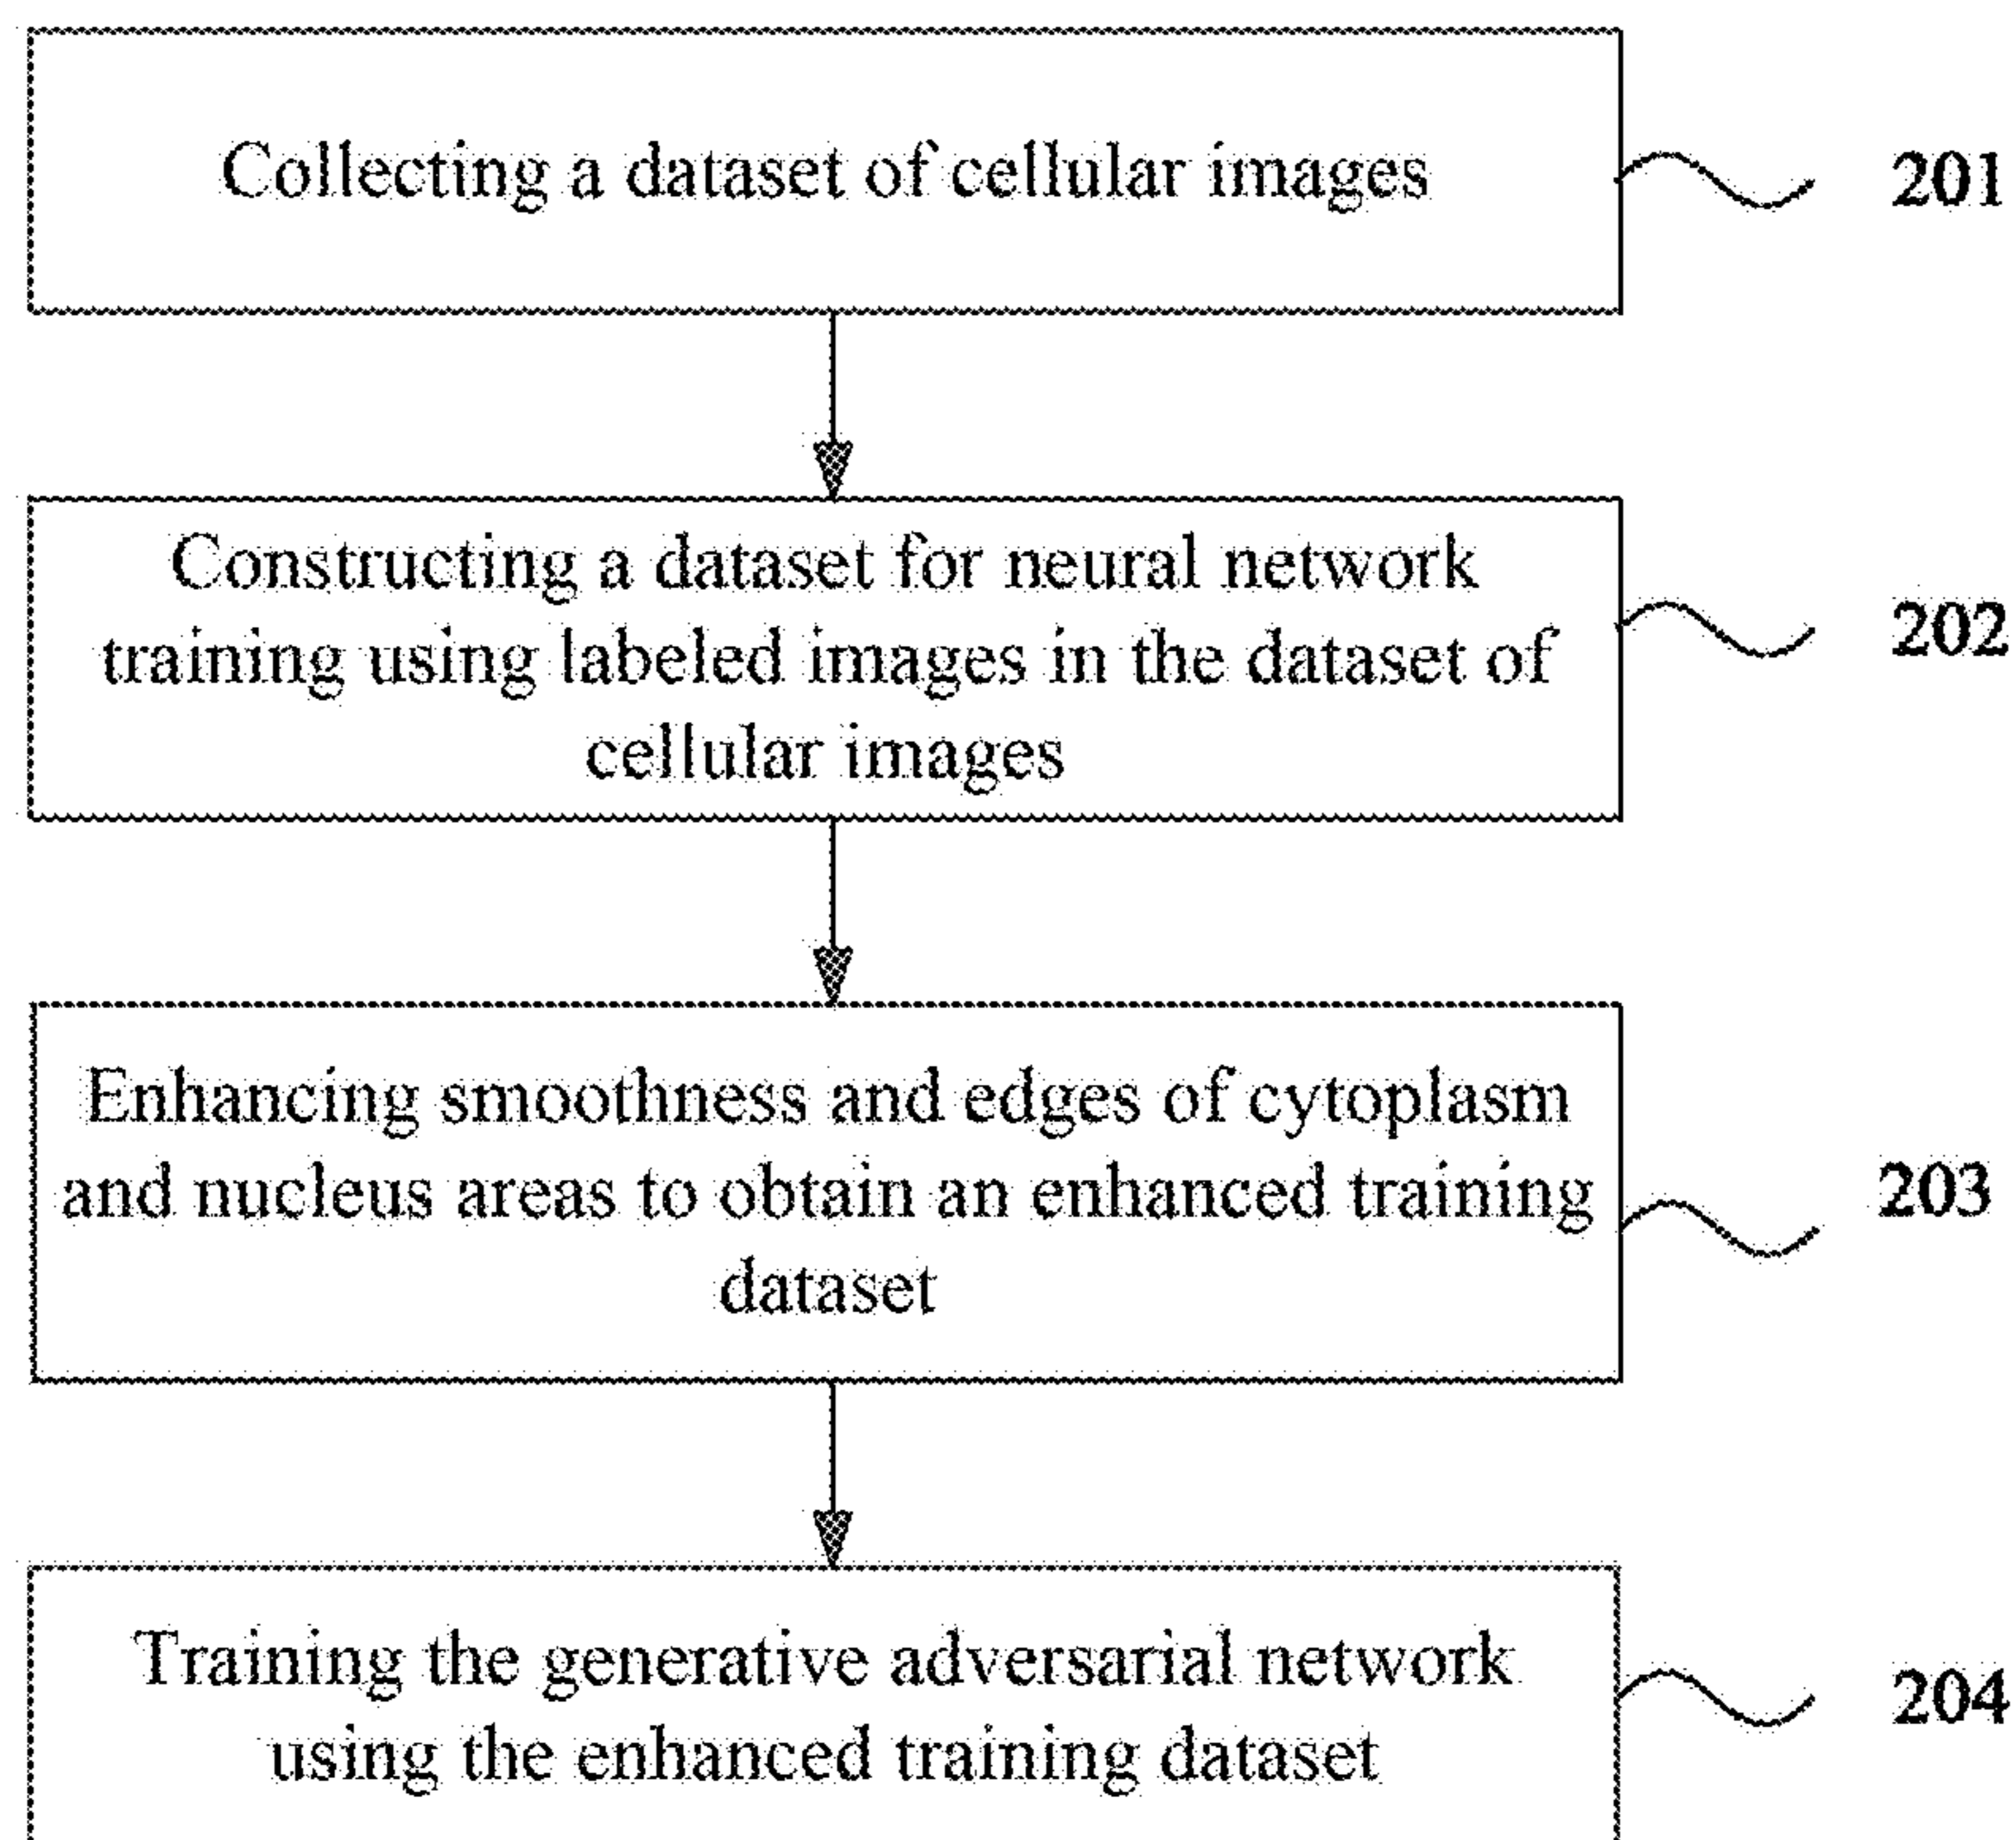 Collecting a dataset of cellular images
201
Constructing a dataset for neural network
training using labeled images in the dataset of
cellular images
202
Enhancing smoothness and edges of cytoplasm
and nucleus areas to obtain an enhanced training
dataset
203
Training the generative adversarial network
using the enhanced training dataset
204